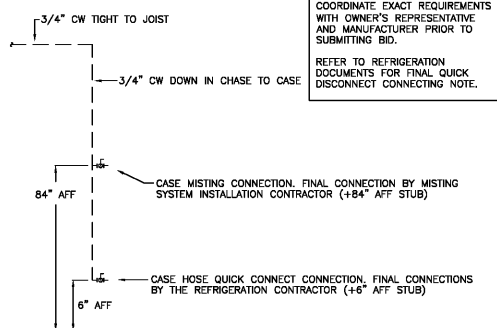 3/4" CW TIGHT TO JOIST
COORDINATE EXACT REQUIREMENTS
WITH OWNER'S REPRESENTATIVE
AND MANUFACTURER PRIOR TO
SUBMITTING BID.
REFER TO REFRIGERATION
DOCUMENTS FOR FINAL QUICK
DISCONNECT CONNECTING NOTE.
3/4" CW DOWN IN CHASE TO CASE
84" AFF
CASE MISTING CONNECTION. FINAL CONNECTION BY MISTING
SYSTEM INSTALLATION CONTRACTOR (+84" AFF STUB)
CASE HOSE QUICK CONNECT CONNECTION. FINAL CONNECTIONS
BY THE REFRIGERATION CONTRACTOR (+6" AFF STUB)
6" AFF